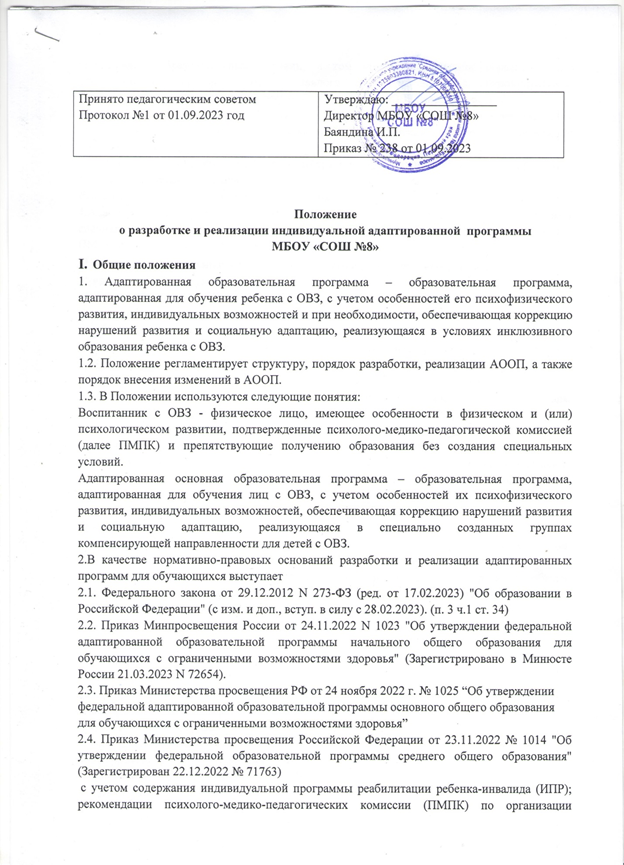 Принято педагогическим советом
Протокол №1 от 01.09.2023 год
Утверждаю:
Директор МБОУ «СОШ №8»
Баяндина И.П.
Приказ № 238 от 01.09.2023
МБОУ
СОШ №8
Положение
о разработке и реализации индивидуальной адаптированной программы
МБОУ «СОШ №8»
I. Общие положения
1. Адаптированная образовательная программа – образовательная программа,
адаптированная для обучения ребенка с ОВЗ, с учетом особенностей его психофизического
развития, индивидуальных возможностей и при необходимости, обеспечивающая коррекцию
нарушений развития и социальную адаптацию, реализующаяся в условиях инклюзивного
образования ребенка с ОВЗ.
1.2. Положение регламентирует структуру, порядок разработки, реализации АООП, а также
порядок внесения изменений в АООП.
1.3. В Положении используются следующие понятия:
Воспитанник с ОВЗ - физическое лицо, имеющее особенности в физическом и (или)
психологическом развитии, подтвержденные психолого-медико-педагогической комиссией
(далее ПМПК) и препятствующие получению образования без создания специальных
условий.
Адаптированная основная образовательная программа – образовательная программа,
адаптированная для обучения лиц с ОВЗ, с учетом особенностей их психофизического
развития, индивидуальных возможностей, обеспечивающая коррекцию нарушений развития
и социальную адаптацию, реализующаяся в специально созданных группах
компенсирующей направленности для детей с ОВЗ.
2.В качестве нормативно-правовых оснований разработки и реализации адаптированных
программ для обучающихся выступает
2.1. Федерального закона от 29.12.2012 N 273-ФЗ (ред. от 17.02.2023) "Об образовании в
Российской Федерации" (с изм. и доп., вступ. в силу с 28.02.2023). (п. 3 ч.1 ст. 34)
2.2. Приказ Минпросвещения России от 24.11.2022 N 1023 "Об утверждении федеральной
адаптированной образовательной программы начального общего образования для
обучающихся с ограниченными возможностями здоровья" (Зарегистрировано в Минюсте
России 21.03.2023 N 72654).
2.3. Приказ Министерства просвещения РФ от 24 ноября 2022 г. № 1025 “Об утверждении
федеральной адаптированной образовательной программы основного общего образования
для обучающихся с ограниченными возможностями здоровья”
2.4. Приказ Министерства просвещения Российской Федерации от 23.11.2022 № 1014 "Об
утверждении федеральной образовательной программы среднего общего образования"
(Зарегистрирован 22.12.2022 № 71763)
с учетом содержания индивидуальной программы реабилитации ребенка-инвалида (ИПР);
рекомендации психолого-медико-педагогических комиссии (ПМПК) по организации